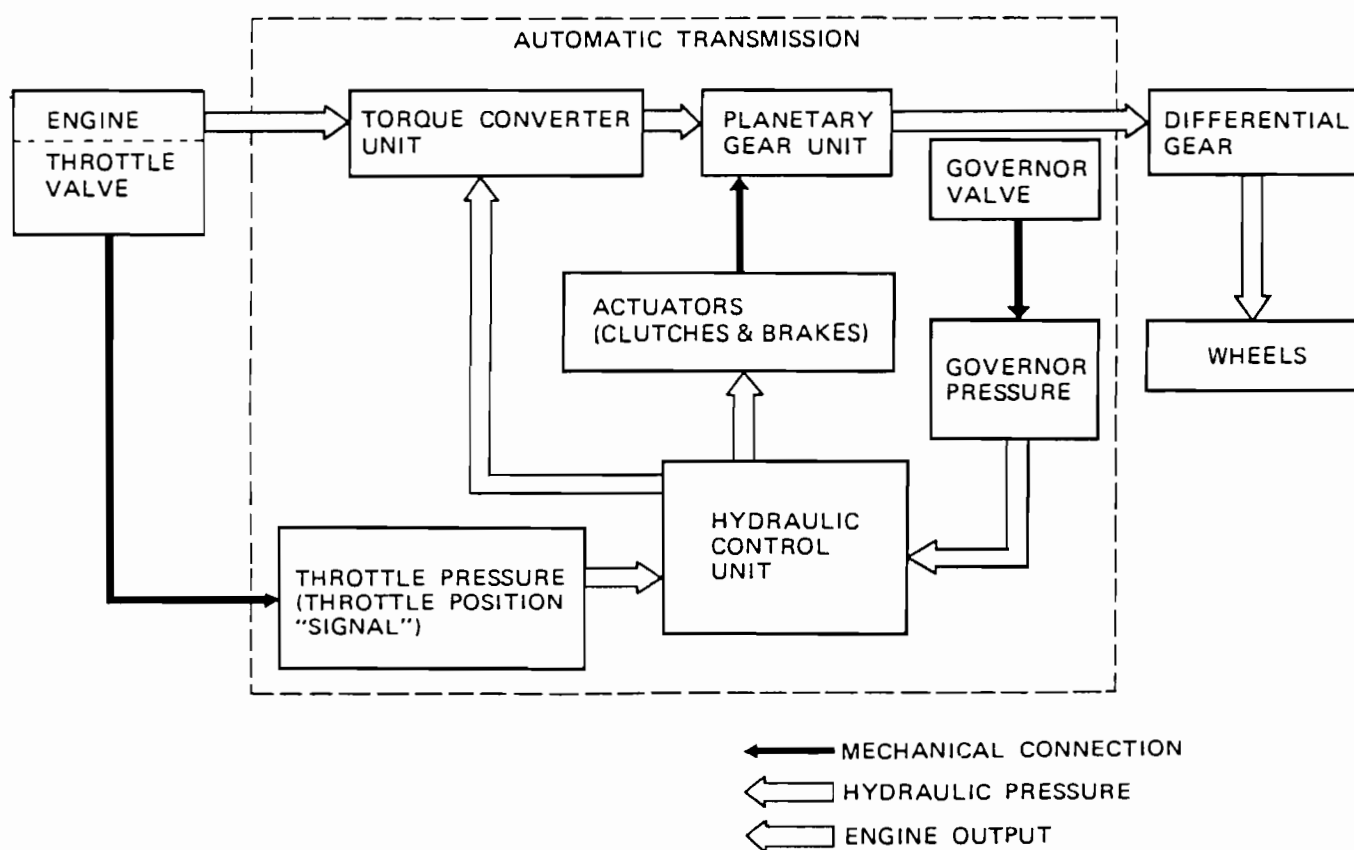 AUTOMATIC TRANSMISSION
ENGINE
THROTTLE
VALVE
TORQUE CONVERTER
UNIT
PLANETARY
GEAR UNIT
DIFFERENTIAL
GEAR
GOVERNOR
VALVE
ACTUATORS
(CLUTCHES & BRAKES)
GOVERNOR
PRESSURE
WHEELS
HYDRAULIC
CONTROL
UNIT
THROTTLE PRESSURE
(THROTTLE POSITION
"SIGNAL")
MECHANICAL CONNECTION
HYDRAULIC PRESSURE
ENGINE OUTPUT